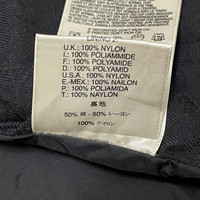 U.K.: 100% NYLON
I.: 100% POLIAMMIDE
F.: 100% POLYAMIDE
D.: 100% POLYAMID
U.S.A.: 100% NYLON
E.-MEX.: 100% NAILON
P.: 100% POLIAMIDA
T.: 100% NAYLON
裏地
50% 綿 - 50% レーヨン
100% ナイロン